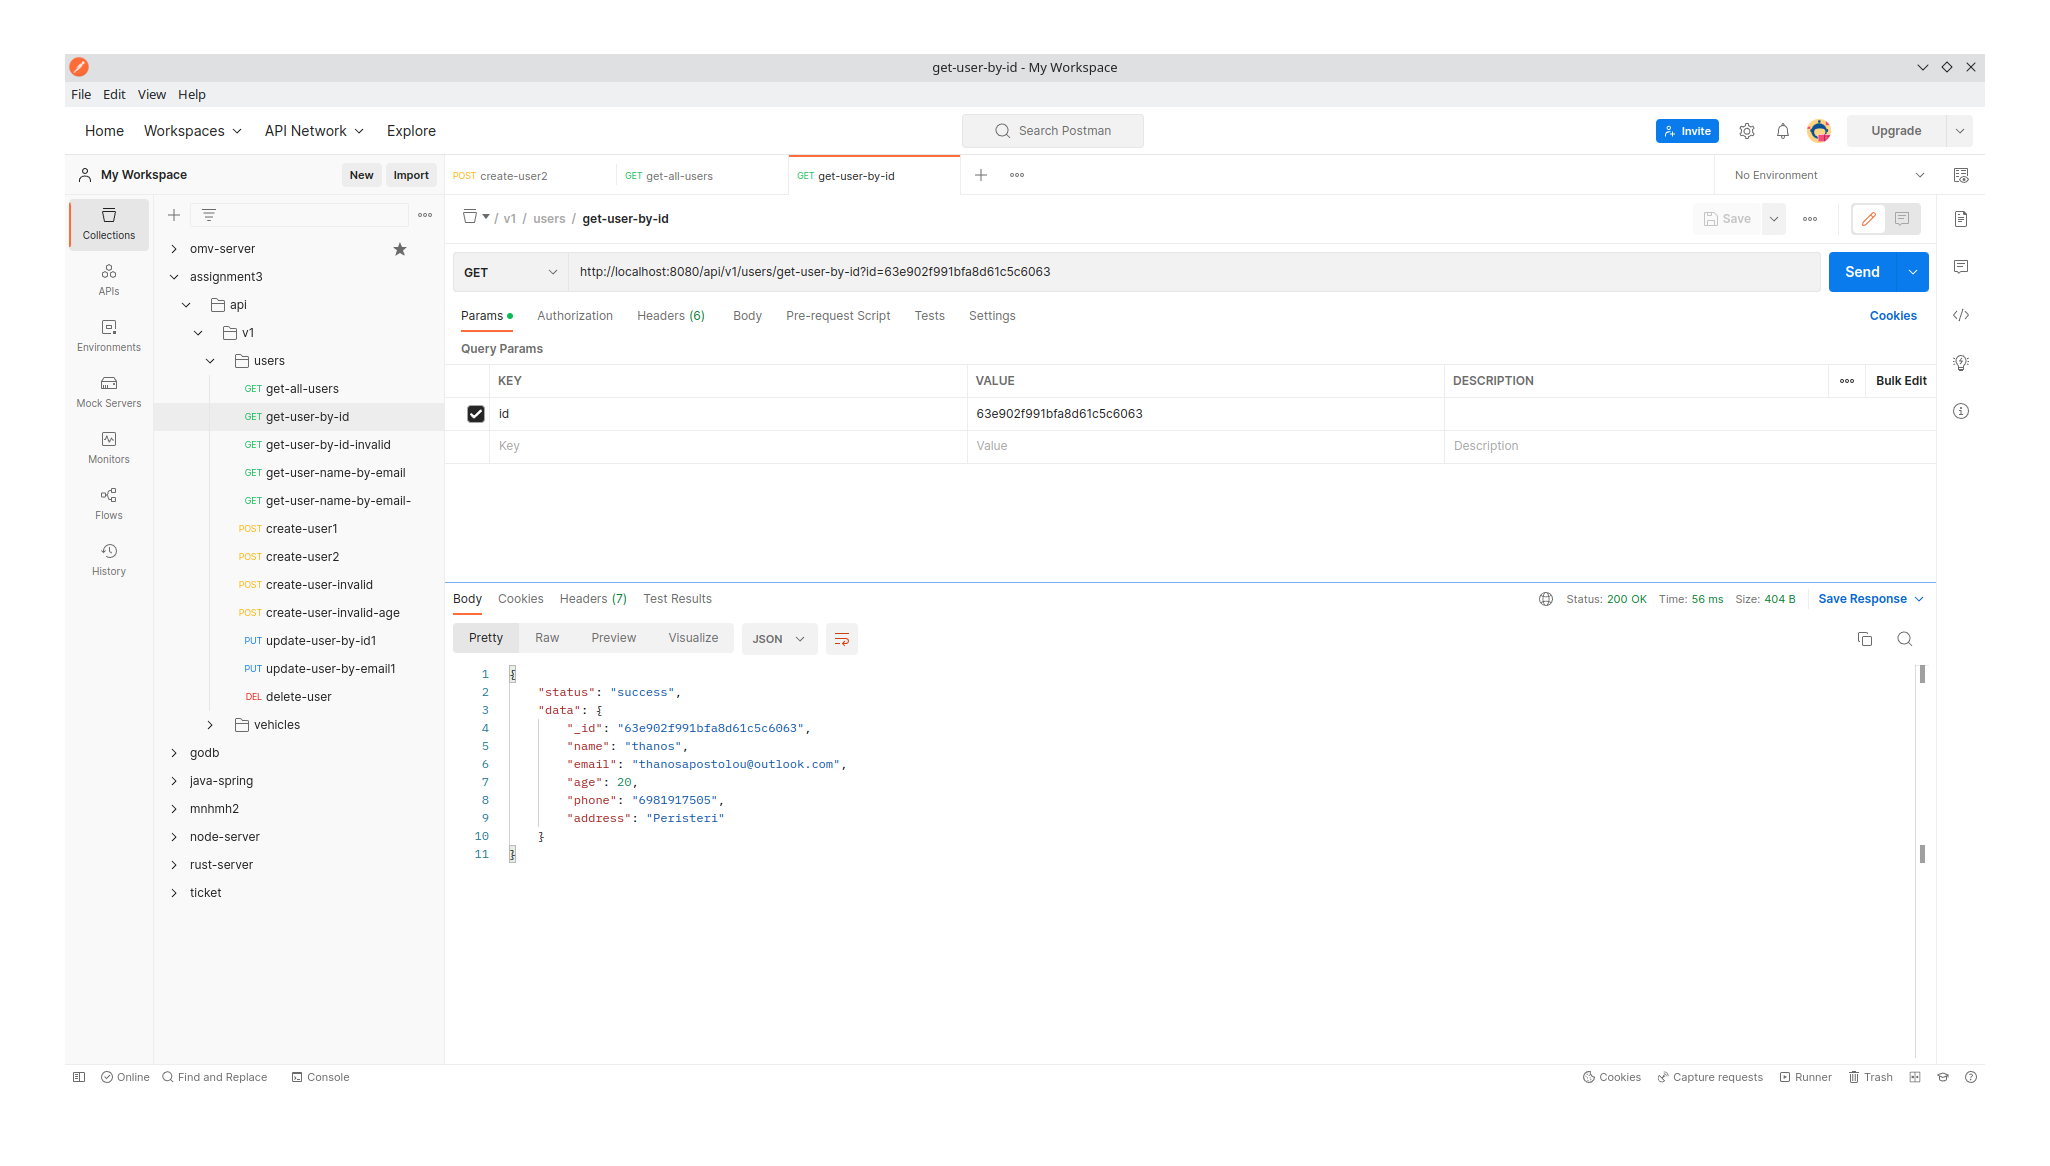 get-user-by-id - My Workspace
File Edit View Help
Home Workspaces API Network Explore Search Postman Invite Upgrade
My Workspace New Import
POST create-user2 GET get-all-users GET get-user-by-id No Environment
Collections
APIs
Environments
Mock Servers
Monitors
Flows
History
omv-server
assignment3
api
v1
users
GET get-all-users
GET get-user-by-id
GET get-user-by-id-invalid
GET get-user-name-by-email
GET get-user-name-by-email-
POST create-user1
POST create-user2
POST create-user-invalid
POST create-user-invalid-age
PUT update-user-by-id1
PUT update-user-by-email1
DEL delete-user
vehicles
godb
java-spring
mnhmh2
node-server
rust-server
ticket
/ v1 / users / get-user-by-id Save
GET http://localhost:8080/api/v1/users/get-user-by-id?id=63e902f991bfa8d61c5c6063 Send
Params Authorization Headers (6) Body Pre-request Script Tests Settings Cookies
Query Params
KEY VALUE DESCRIPTION Bulk Edit
id 63e902f991bfa8d61c5c6063
Key Value Description
Body Cookies Headers (7) Test Results Status: 200 OK Time: 56 ms Size: 404 B Save Response
Pretty Raw Preview Visualize JSON
1 {
2 "status": "success",
3 "data": {
4 "_id": "63e902f991bfa8d61c5c6063",
5 "name": "thanos",
6 "email": "thanosapostolou@outlook.com",
7 "age": 20,
8 "phone": "6981917505",
9 "address": "Peristeri"
10 }
11 }
Online Find and Replace Console Cookies Capture requests Runner Trash